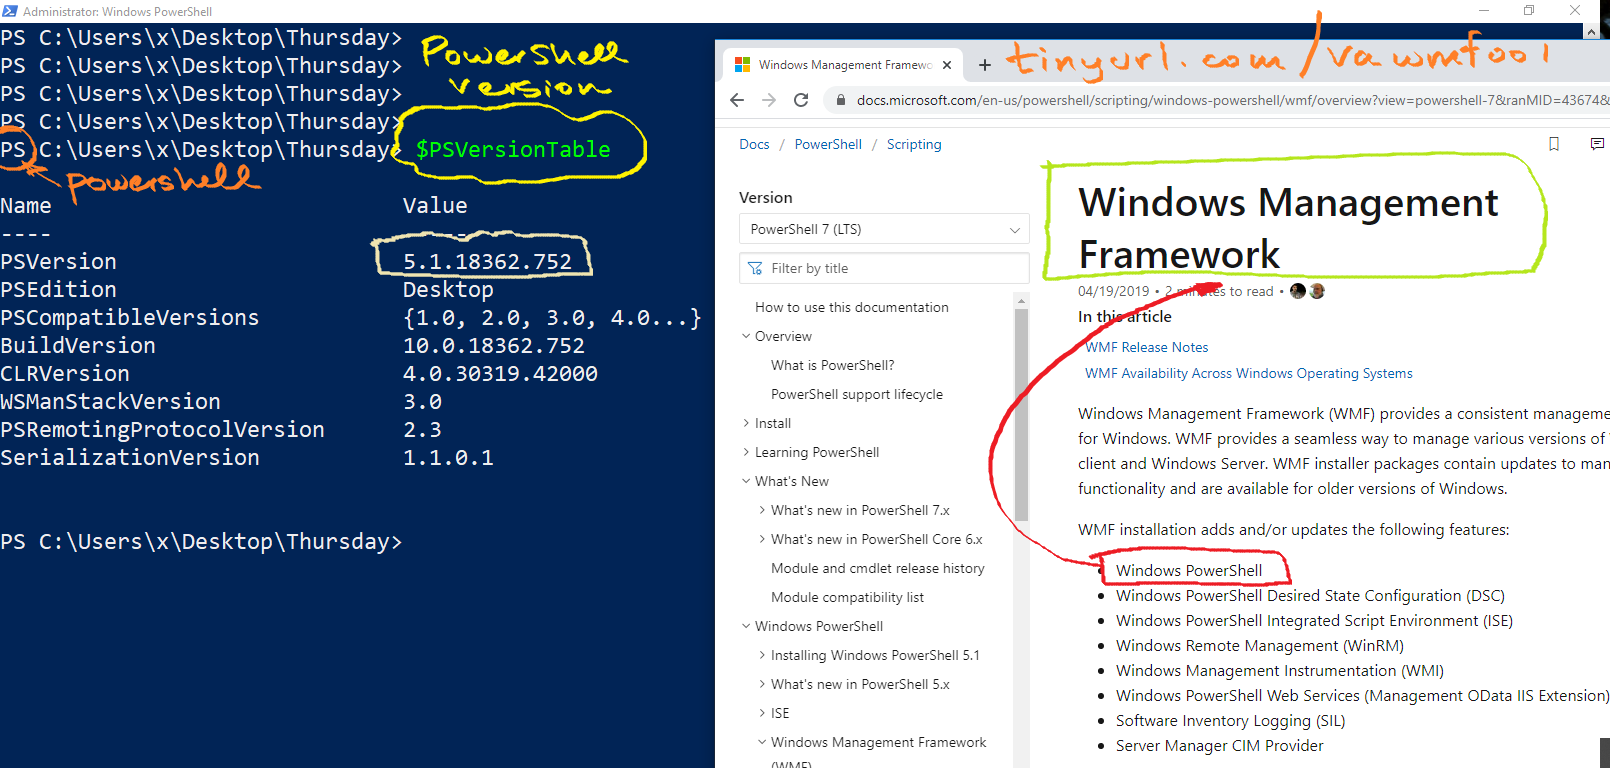 Administrator: Windows PowerShell
PS C:\Users\x\Desktop\Thursday>
PS C:\Users\x\Desktop\Thursday>
PS C:\Users\x\Desktop\Thursday>
PS C:\Users\x\Desktop\Thursday>
PS C:\Users\x\Desktop\Thursday> $PSVersionTable
Powershell
version
powershell
Name Value
---- -----
PSVersion 5.1.18362.752
PSEdition Desktop
PSCompatibleVersions {1.0, 2.0, 3.0, 4.0...}
BuildVersion 10.0.18362.752
CLRVersion 4.0.30319.42000
WSManStackVersion 3.0
PSRemotingProtocolVersion 2.3
SerializationVersion 1.1.0.1
PS C:\Users\x\Desktop\Thursday>
tinyurl.com/vawmf001
Windows Management Framewo
docs.microsoft.com/en-us/powershell/scripting/windows-powershell/wmf/overview?view=powershell-7&ranMID=43674&
Docs / PowerShell / Scripting
Version
PowerShell 7 (LTS)
Filter by title
How to use this documentation
Overview
What is PowerShell?
PowerShell support lifecycle
Install
Learning PowerShell
What's New
What's new in PowerShell 7.x
What's new in PowerShell Core 6.x
Module and cmdlet release history
Module compatibility list
Windows PowerShell
Installing Windows PowerShell 5.1
What's new in PowerShell 5.x
ISE
Windows Management Framework
(WMF)
Windows Management
Framework
04/19/2019 • 2 minutes to read •
In this article
WMF Release Notes
WMF Availability Across Windows Operating Systems
Windows Management Framework (WMF) provides a consistent manageme
for Windows. WMF provides a seamless way to manage various versions of
client and Windows Server. WMF installer packages contain updates to man
functionality and are available for older versions of Windows.
WMF installation adds and/or updates the following features:
• Windows PowerShell
• Windows PowerShell Desired State Configuration (DSC)
• Windows PowerShell Integrated Script Environment (ISE)
• Windows Remote Management (WinRM)
• Windows Management Instrumentation (WMI)
• Windows PowerShell Web Services (Management OData IIS Extension)
• Software Inventory Logging (SIL)
• Server Manager CIM Provider